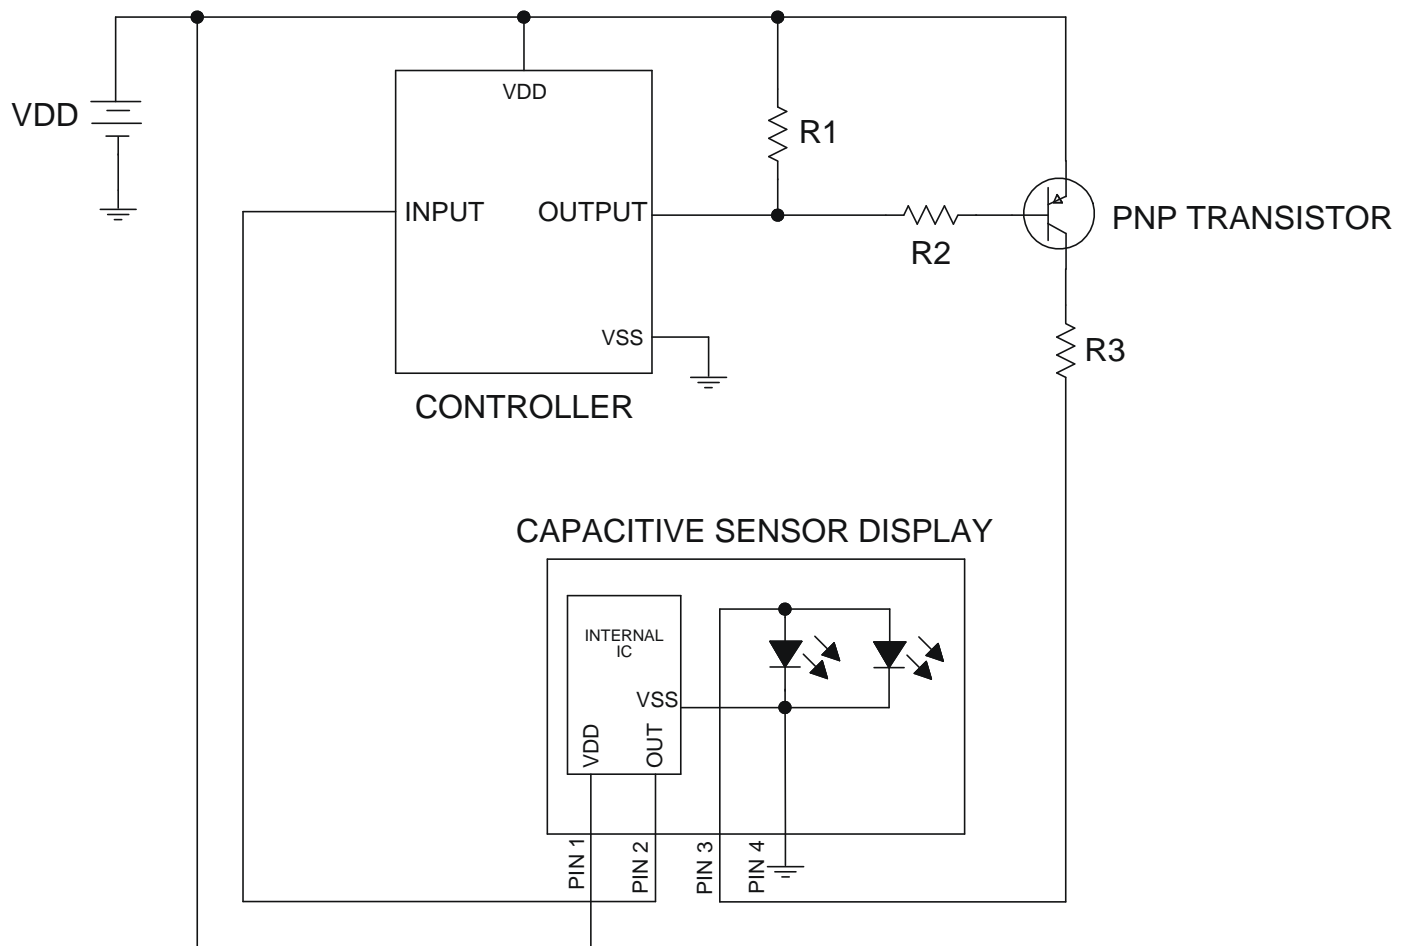 VDD
VDD
R1
INPUT
OUTPUT
R2
PNP TRANSISTOR
VSS
R3
CONTROLLER
CAPACITIVE SENSOR DISPLAY
INTERNAL
IC
VSS
VDD
OUT
PIN 1
PIN 2
PIN 3
PIN 4